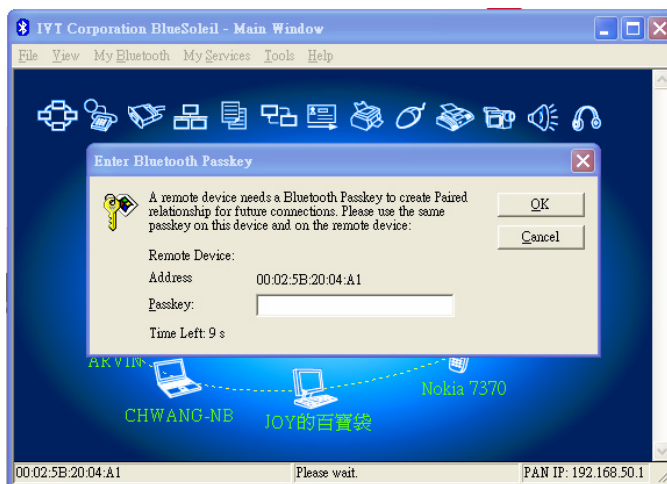 IVT Corporation BlueSoleil - Main Window
File View My Bluetooth My Services Tools Help
Enter Bluetooth Passkey
A remote device needs a Bluetooth Passkey to create Paired
relationship for future connections. Please use the same
passkey on this device and on the remote device:
OK
Cancel
Remote Device:
Address 00:02:5B:20:04:A1
Passkey:
Time Left: 9 s
ARVIN
Nokia 7370
CHWANG-NB
JOY的百寶袋
00:02:5B:20:04:A1 Please wait. PAN IP: 192.168.50.1